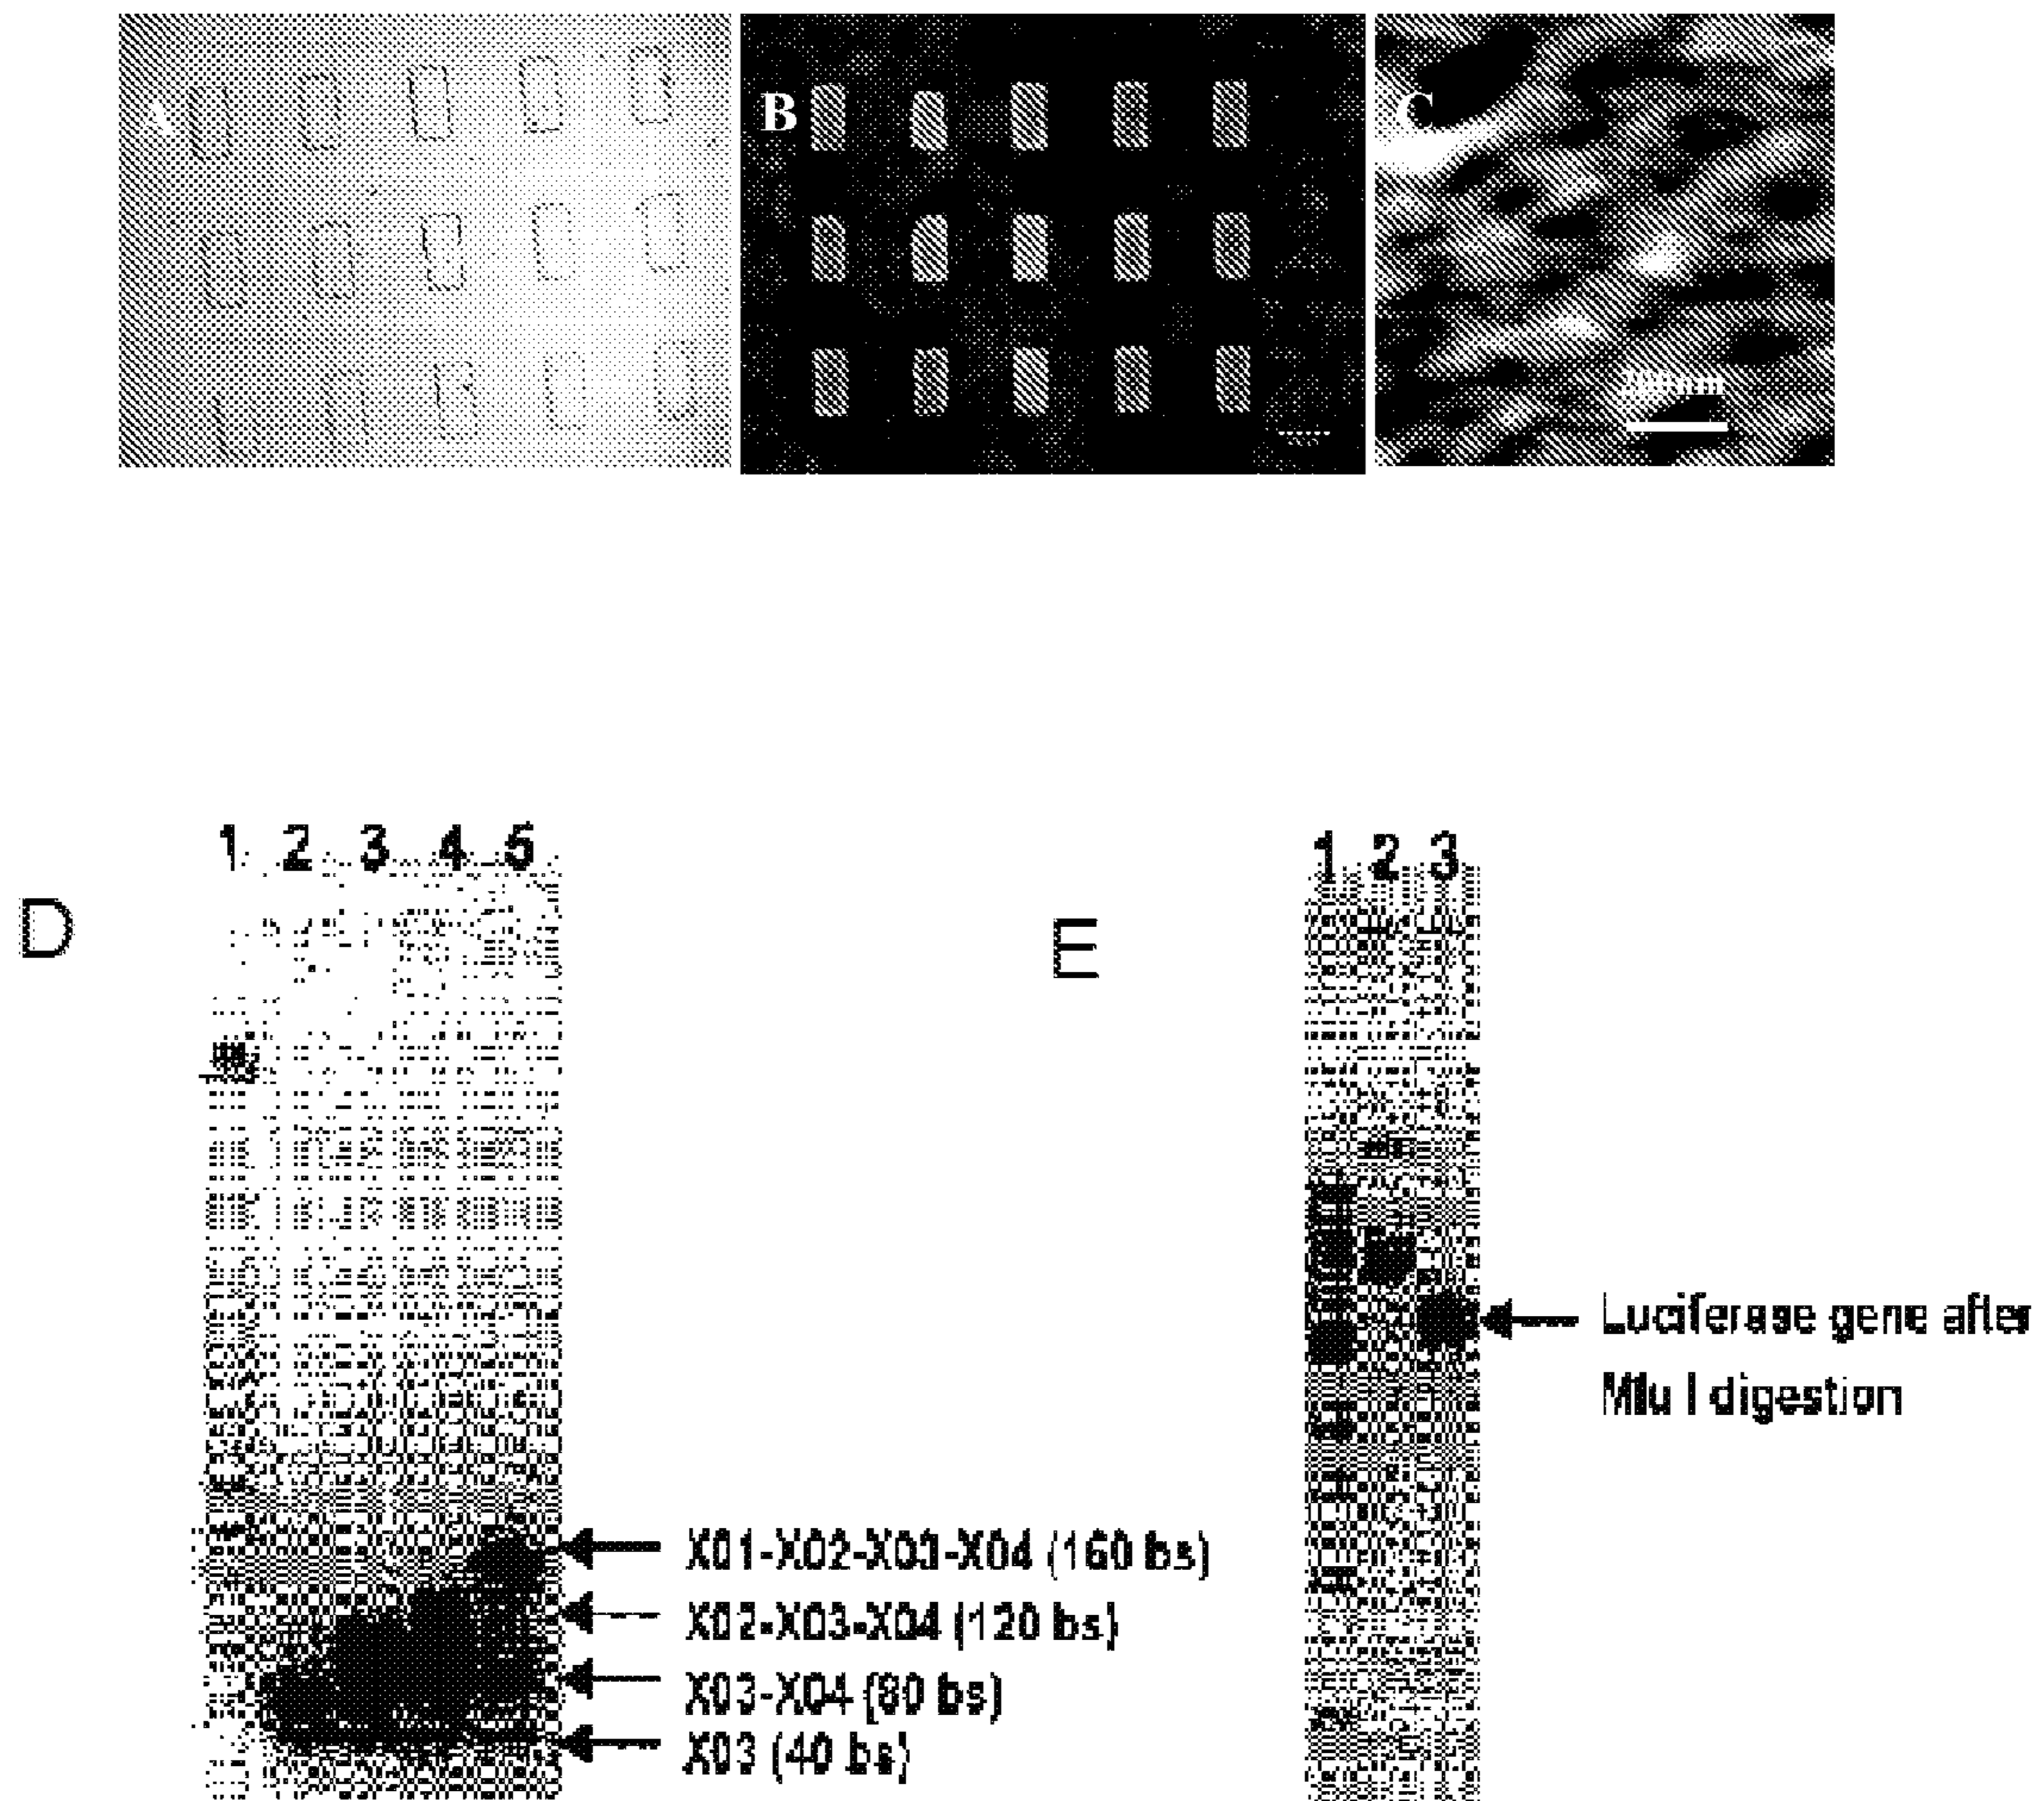 A
B
C
D
1 2 3 4 5
X01-X02-X03-X04 (160 bs)
X02-X03-X04 (120 bs)
X03-X04 (80 bs)
X03 (40 bs)
E
1 2 3
Luciferase gene after
Mlu I digestion